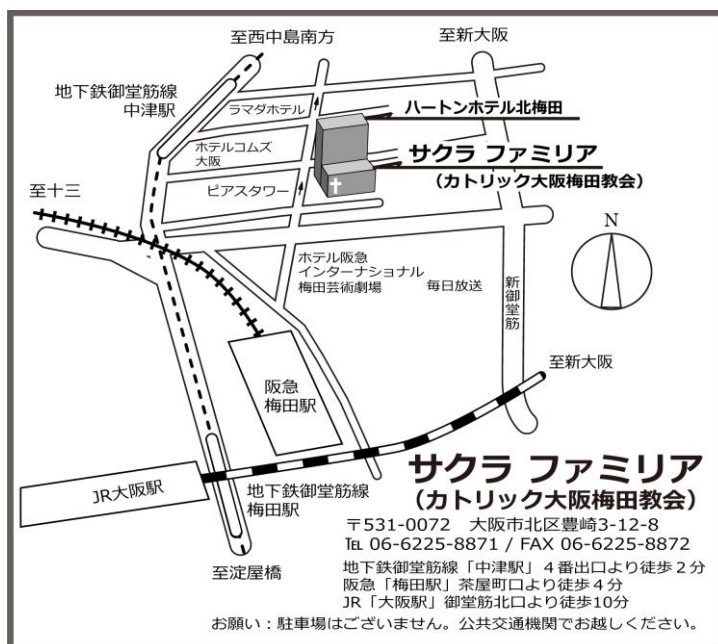 至西中島南方
至新大阪
地下鉄御堂筋線
中津駅
ラマダホテル
ハートンホテル北梅田
ホテルコムズ
大阪
サクラ ファミリア
(カトリック大阪梅田教会)
ピアスタワー
至十三
N
ホテル阪急
インターナショナル
梅田芸術劇場
毎日放送
新御堂筋
至新大阪
阪急
梅田駅
JR大阪駅
地下鉄御堂筋線
梅田駅
至淀屋橋
サクラ ファミリア
(カトリック大阪梅田教会)
〒531-0072 大阪市北区豊崎3-12-8
℡ 06-6225-8871 / FAX 06-6225-8872
地下鉄御堂筋線「中津駅」4番出口より徒歩2分
阪急「梅田駅」茶屋町口より徒歩4分
JR「大阪駅」御堂筋北口より徒歩10分
お願い:駐車場はございません。公共交通機関でお越しください。